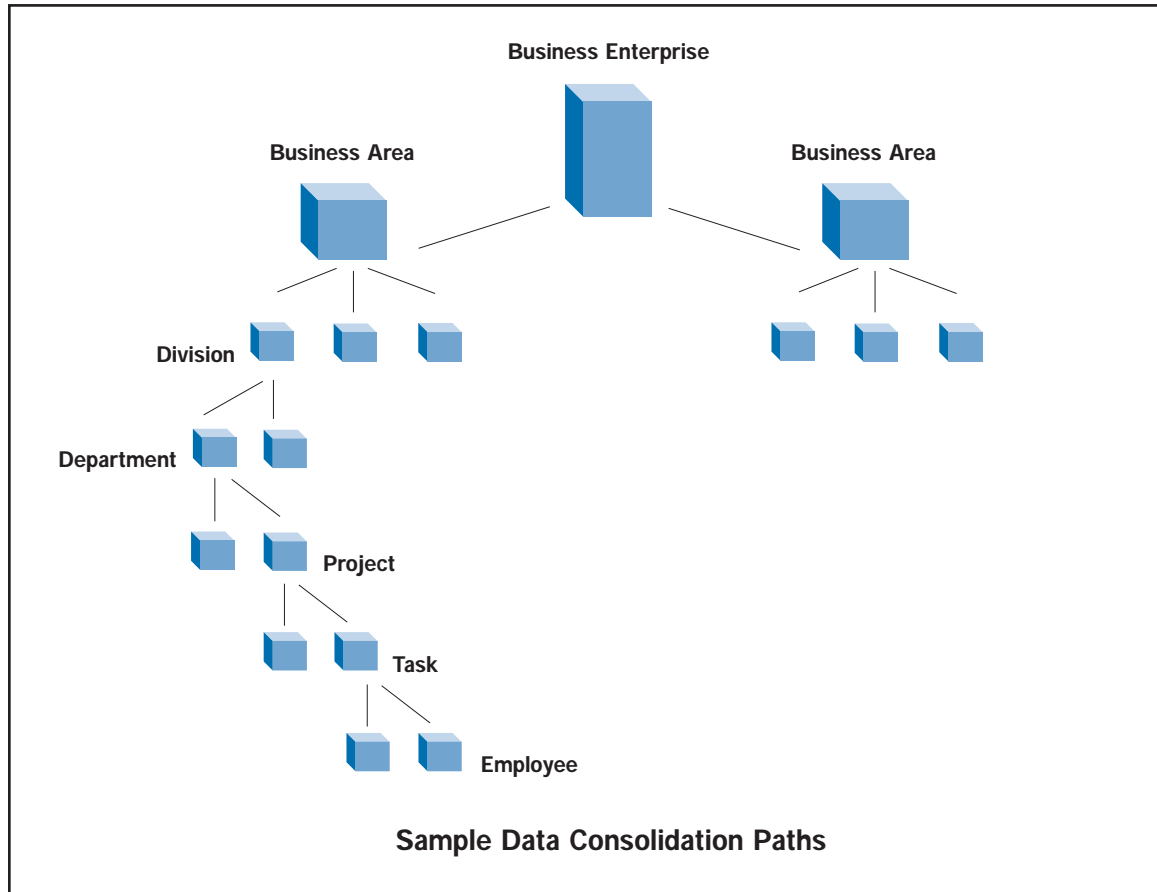 Business Enterprise
Business Area
Business Area
Division
Department
Project
Task
Employee
Sample Data Consolidation Paths